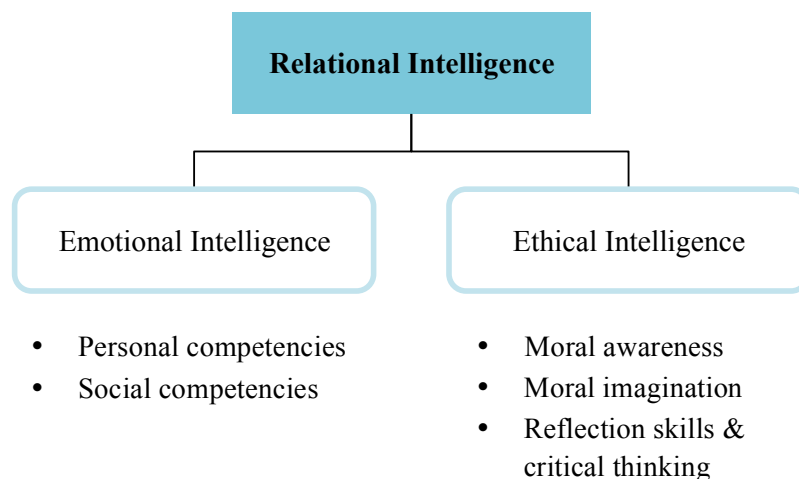 Relational Intelligence
Emotional Intelligence
• Personal competencies
• Social competencies
Ethical Intelligence
• Moral awareness
• Moral imagination
• Reflection skills &
critical thinking